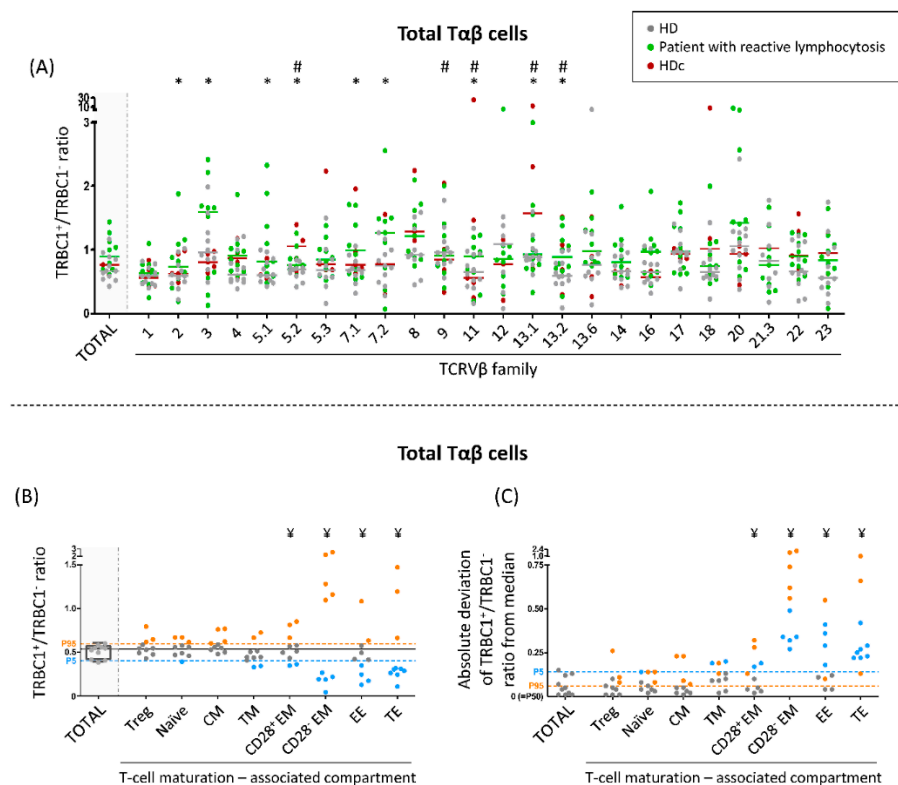 Total Tαβ cells
HD
Patient with reactive lymphocytosis
HDc
(A)
# # # # #
* * * * * * * * *
TRBC1⁺/TRBC1⁻ ratio
30
10
3
2
1
0
TOTAL 1 2 3 4 5.1 5.2 5.3 7.1 7.2 8 9 11 12 13.1 13.2 13.6 14 16 17 18 20 21.3 22 23
TCRVβ family
Total Tαβ cells
(B)
¥ ¥ ¥ ¥
TRBC1⁺/TRBC1⁻ ratio
3
2
1.5
1.0
P95
0.5
P5
0
TOTAL Treg Naïve CM TM CD28⁺ EM CD28⁻ EM EE TE
T-cell maturation – associated compartment
(C)
¥ ¥ ¥ ¥
Absolute deviation
of TRBC1⁺/TRBC1⁻
ratio from median
2.4
1.0
0.75
0.50
0.25
P5
P95
(=P50) 0
TOTAL Treg Naïve CM TM CD28⁺ EM CD28⁻ EM EE TE
T-cell maturation – associated compartment